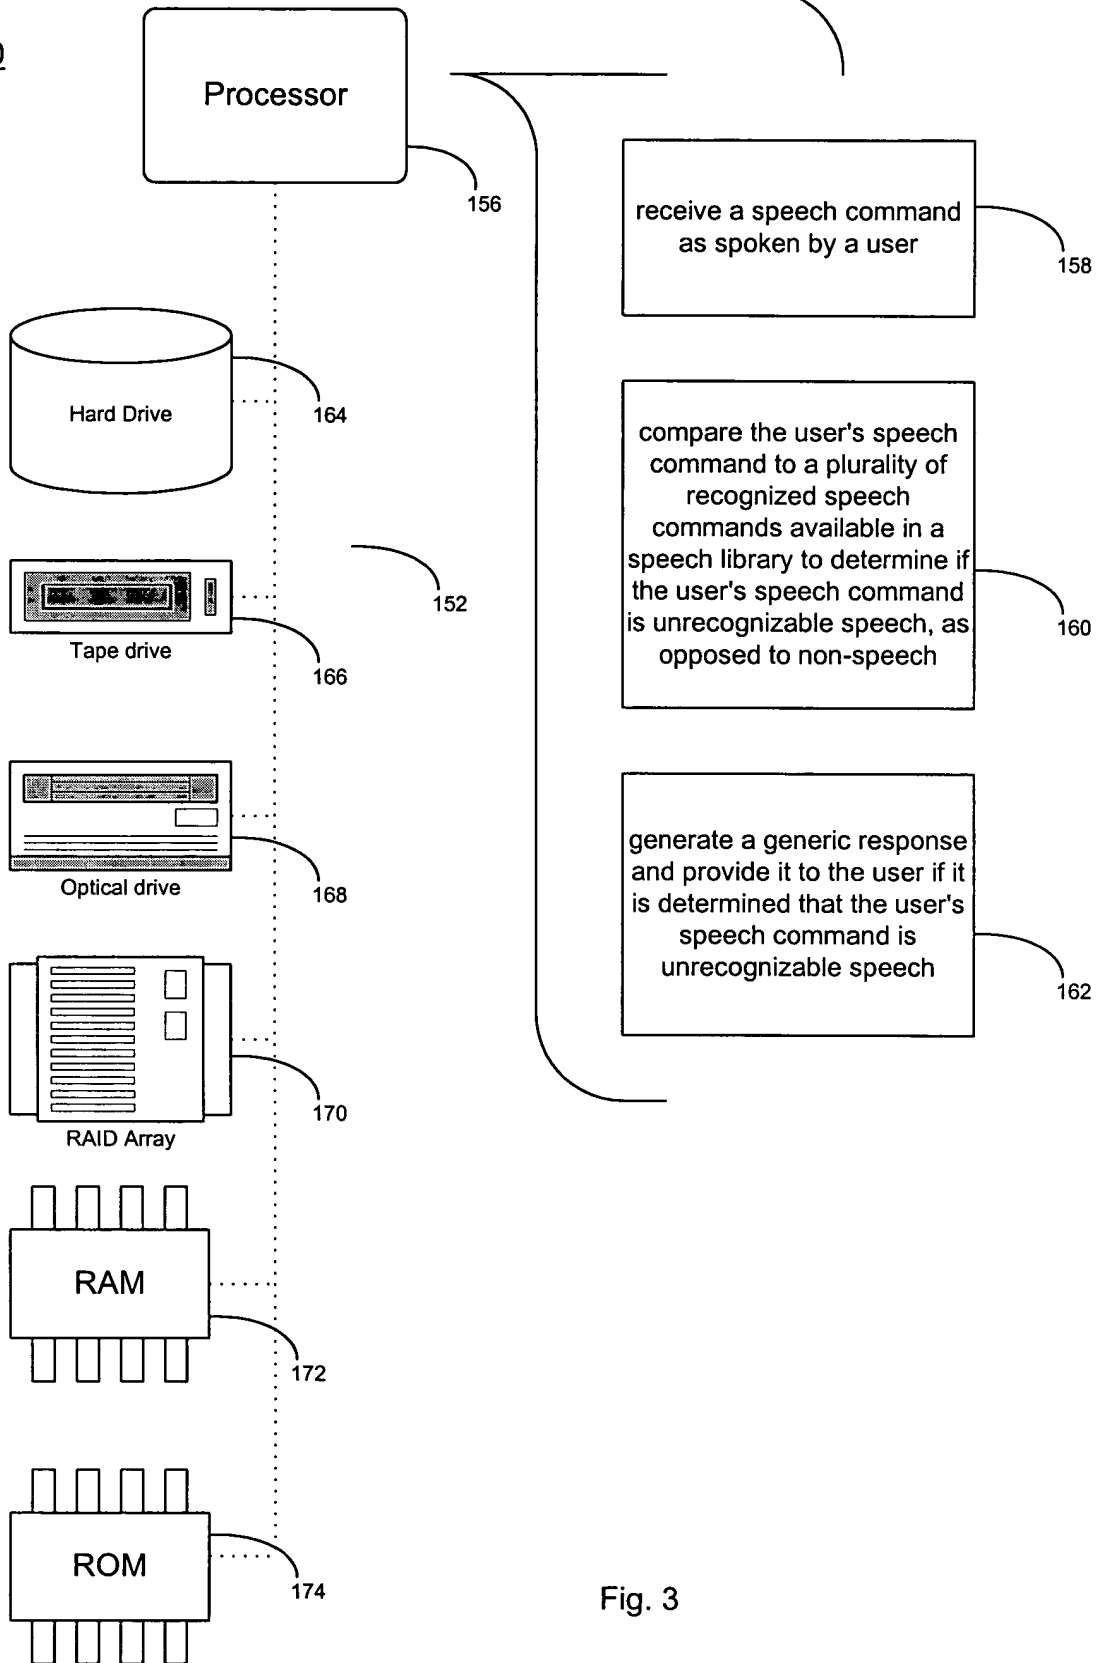 Processor
156
receive a speech command
as spoken by a user
158
Hard Drive
164
compare the user's speech
command to a plurality of
recognized speech
commands available in a
speech library to determine if
the user's speech command
is unrecognizable speech, as
opposed to non-speech
160
152
Tape drive
166
generate a generic response
and provide it to the user if it
is determined that the user's
speech command is
unrecognizable speech
162
Optical drive
168
RAID Array
170
RAM
172
ROM
174
Fig. 3